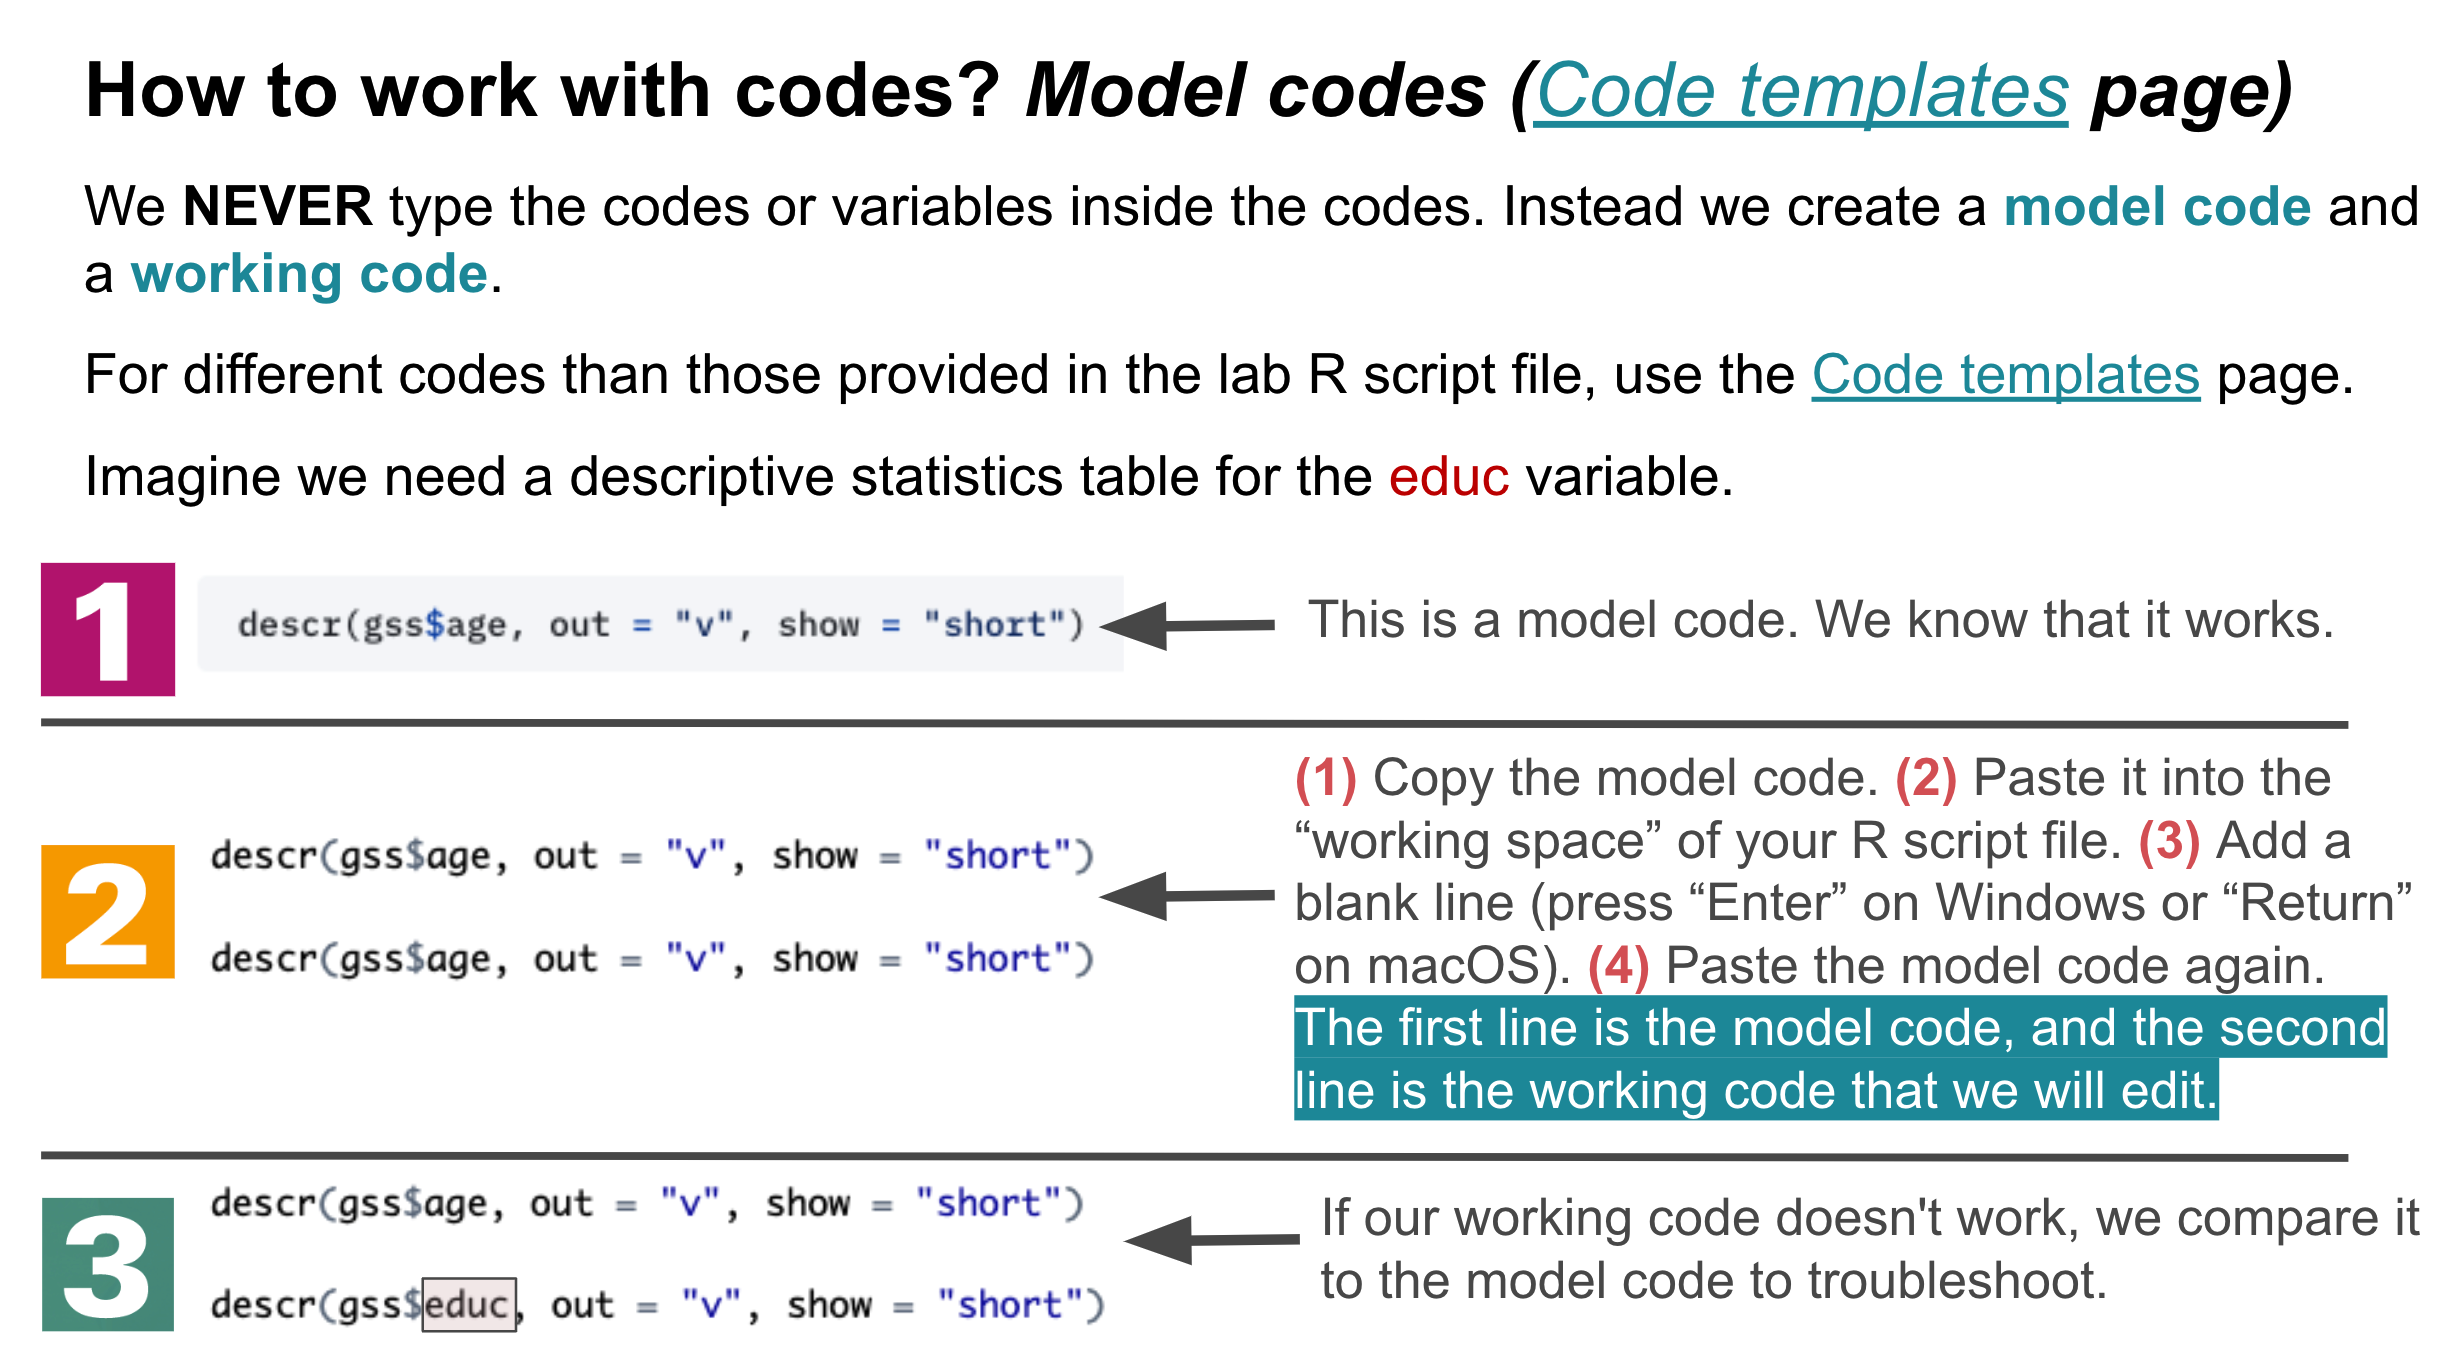 How to work with codes? Model codes (Code templates page)
We NEVER type the codes or variables inside the codes. Instead we create a model code and
a working code.
For different codes than those provided in the lab R script file, use the Code templates page.
Imagine we need a descriptive statistics table for the educ variable.
1
descr(gss$age, out = "v", show = "short")
This is a model code. We know that it works.
2
descr(gss$age, out = "v", show = "short")
descr(gss$age, out = "v", show = "short")
(1) Copy the model code. (2) Paste it into the
“working space” of your R script file. (3) Add a
blank line (press “Enter” on Windows or “Return”
on macOS). (4) Paste the model code again.
The first line is the model code, and the second
line is the working code that we will edit.
3
descr(gss$age, out = "v", show = "short")
descr(gss$educ, out = "v", show = "short")
If our working code doesn't work, we compare it
to the model code to troubleshoot.